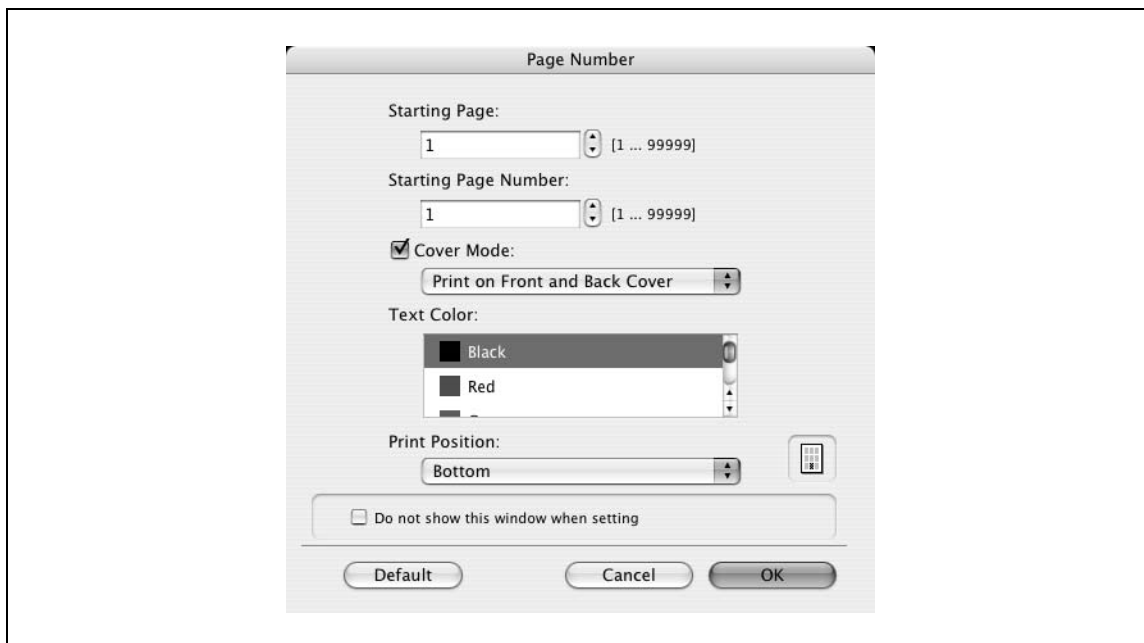 Page Number
Starting Page:
1 [1 ... 99999]
Starting Page Number:
1 [1 ... 99999]
Cover Mode:
Print on Front and Back Cover
Text Color:
Black
Red
Print Position:
Bottom
Do not show this window when setting
Default Cancel OK